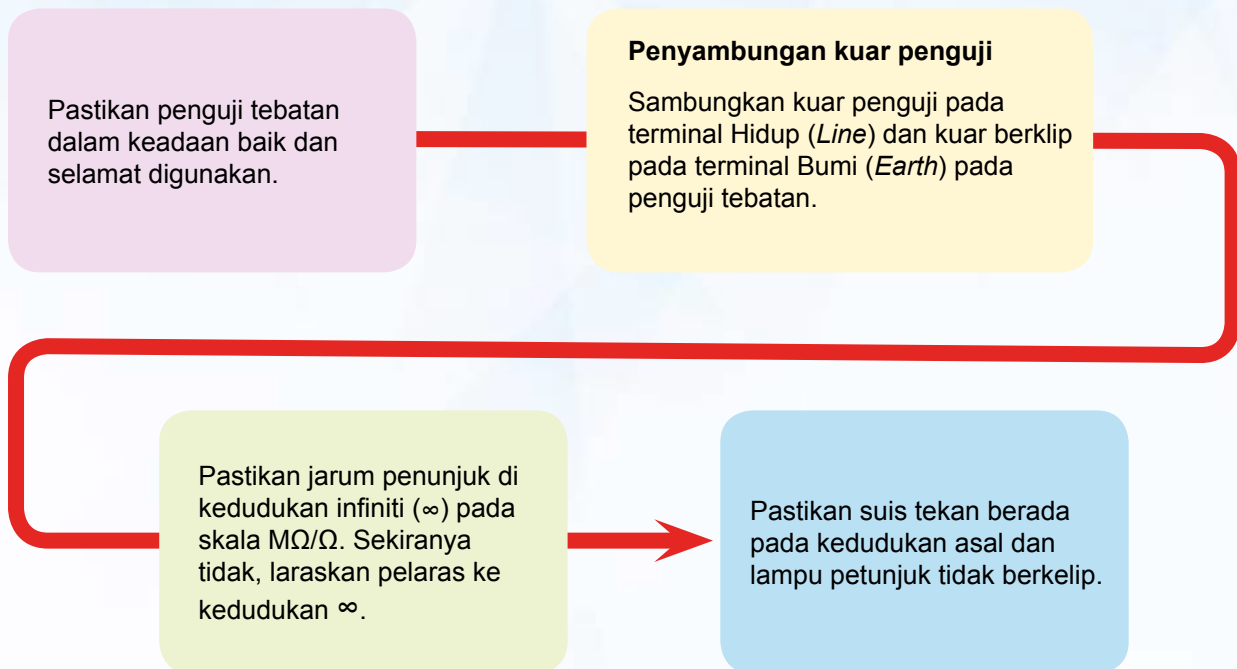 Pastikan penguji tebatan
dalam keadaan baik dan
selamat digunakan.
Penyambungan kuar penguji
Sambungkan kuar penguji pada
terminal Hidup (Line) dan kuar berklip
pada terminal Bumi (Earth) pada
penguji tebatan.
Pastikan jarum penunjuk di
kedudukan infiniti (∞) pada
skala MΩ/Ω. Sekiranya
tidak, laraskan pelaras ke
kedudukan ∞.
Pastikan suis tekan berada
pada kedudukan asal dan
lampu petunjuk tidak berkelip.